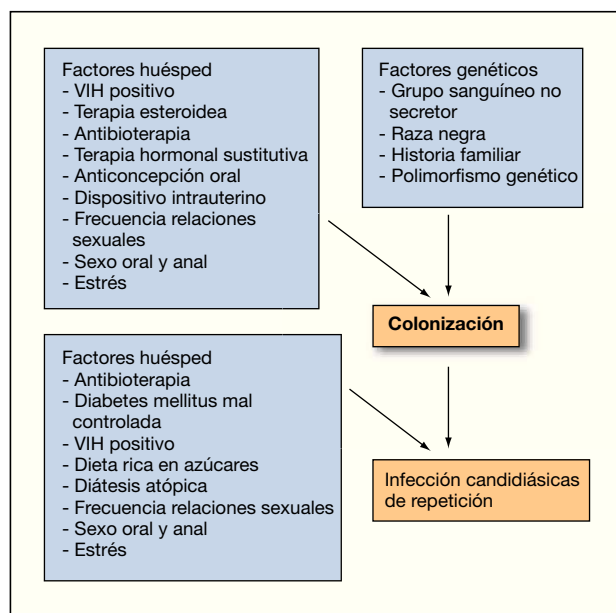 Factores huésped
- VIH positivo
- Terapia esteroidea
- Antibioterapia
- Terapia hormonal sustitutiva
- Anticoncepción oral
- Dispositivo intrauterino
- Frecuencia relaciones
sexuales
- Sexo oral y anal
- Estrés
Factores genéticos
- Grupo sanguíneo no
secretor
- Raza negra
- Historia familiar
- Polimorfismo genético
Colonización
Factores huésped
- Antibioterapia
- Diabetes mellitus mal
controlada
- VIH positivo
- Dieta rica en azúcares
- Diátesis atópica
- Frecuencia relaciones sexuales
- Sexo oral y anal
- Estrés
Infección candidiásicas
de repetición